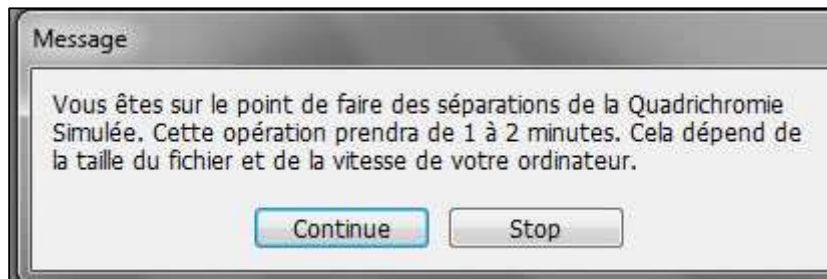 Message
Vous êtes sur le point de faire des séparations de la Quadrichromie
Simulée. Cette opération prendra de 1 à 2 minutes. Cela dépend de
la taille du fichier et de la vitesse de votre ordinateur.
Continue Stop